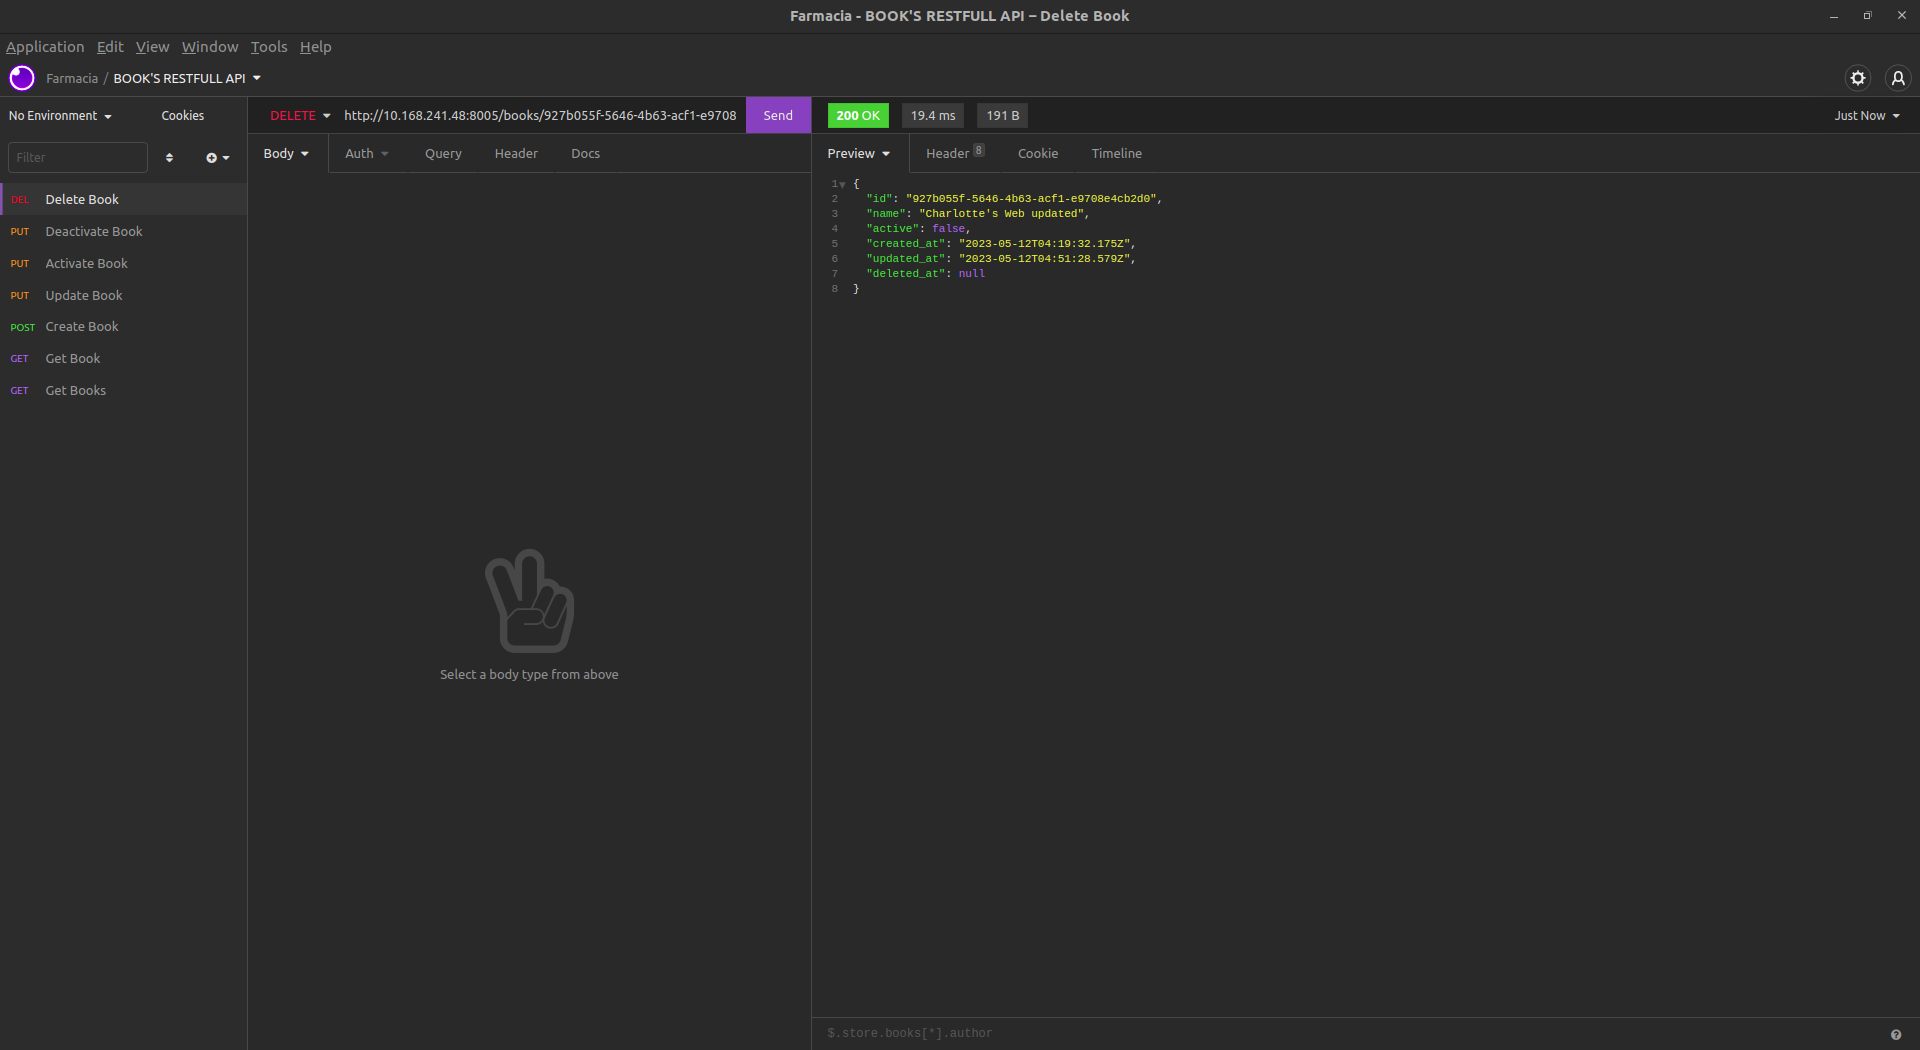 Farmacia - BOOK'S RESTFULL API – Delete Book
Application Edit View Window Tools Help
Farmacia / BOOK'S RESTFULL API
No Environment Cookies
DELETE http://10.168.241.48:8005/books/927b055f-5646-4b63-acf1-e9708 Send
200 OK 19.4 ms 191 B Just Now
Filter
Body Auth Query Header Docs
Preview Header 8 Cookie Timeline
DEL Delete Book
PUT Deactivate Book
PUT Activate Book
PUT Update Book
POST Create Book
GET Get Book
GET Get Books
Select a body type from above
1 {
2 "id": "927b055f-5646-4b63-acf1-e9708e4cb2d0",
3 "name": "Charlotte's Web updated",
4 "active": false,
5 "created_at": "2023-05-12T04:19:32.175Z",
6 "updated_at": "2023-05-12T04:51:28.579Z",
7 "deleted_at": null
8 }
$.store.books[*].author